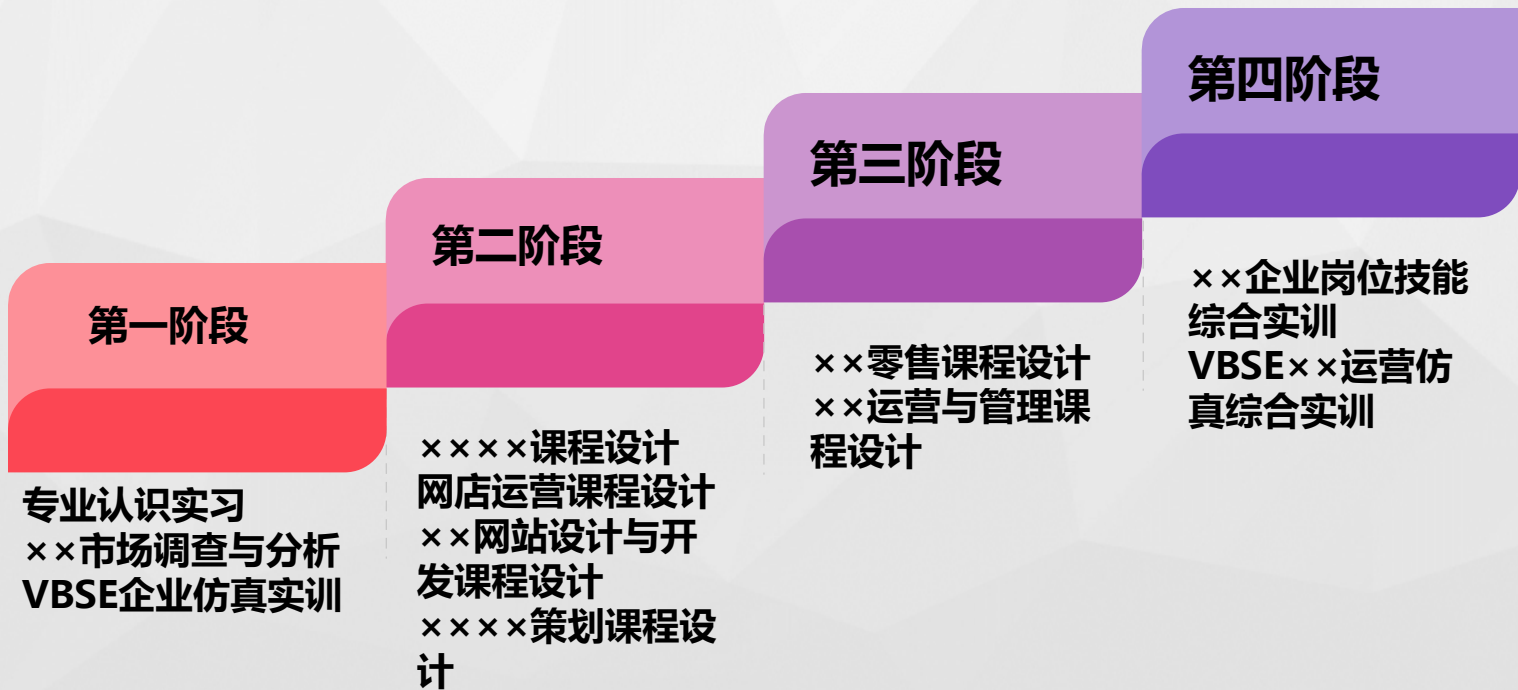 第一阶段
专业认识实习
××市场调查与分析
VBSE企业仿真实训
第二阶段
××××课程设计
网店运营课程设计
××网站设计与开
发课程设计
××××策划课程设
计
第三阶段
××零售课程设计
××运营与管理课
程设计
第四阶段
××企业岗位技能
综合实训
VBSE××运营仿
真综合实训